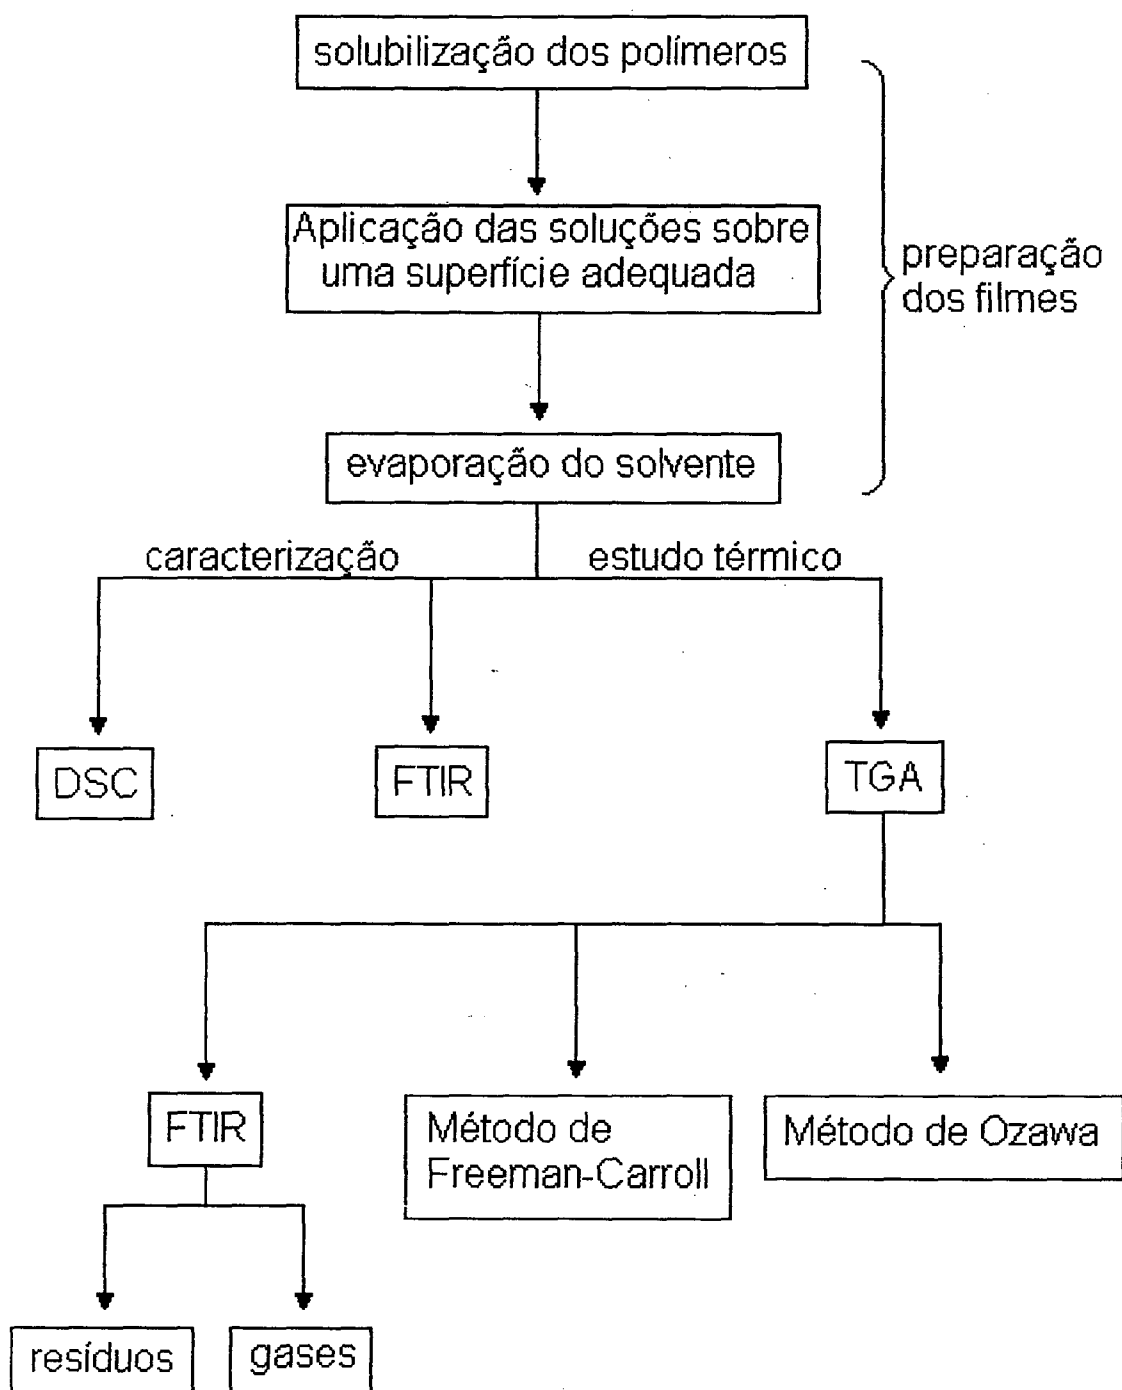 solubilização dos polímeros
Aplicação das soluções sobre
uma superfície adequada
preparação
dos filmes
evaporação do solvente
caracterização
estudo térmico
DSC
FTIR
TGA
FTIR
Método de
Freeman-Carroll
Método de Ozawa
resíduos
gases